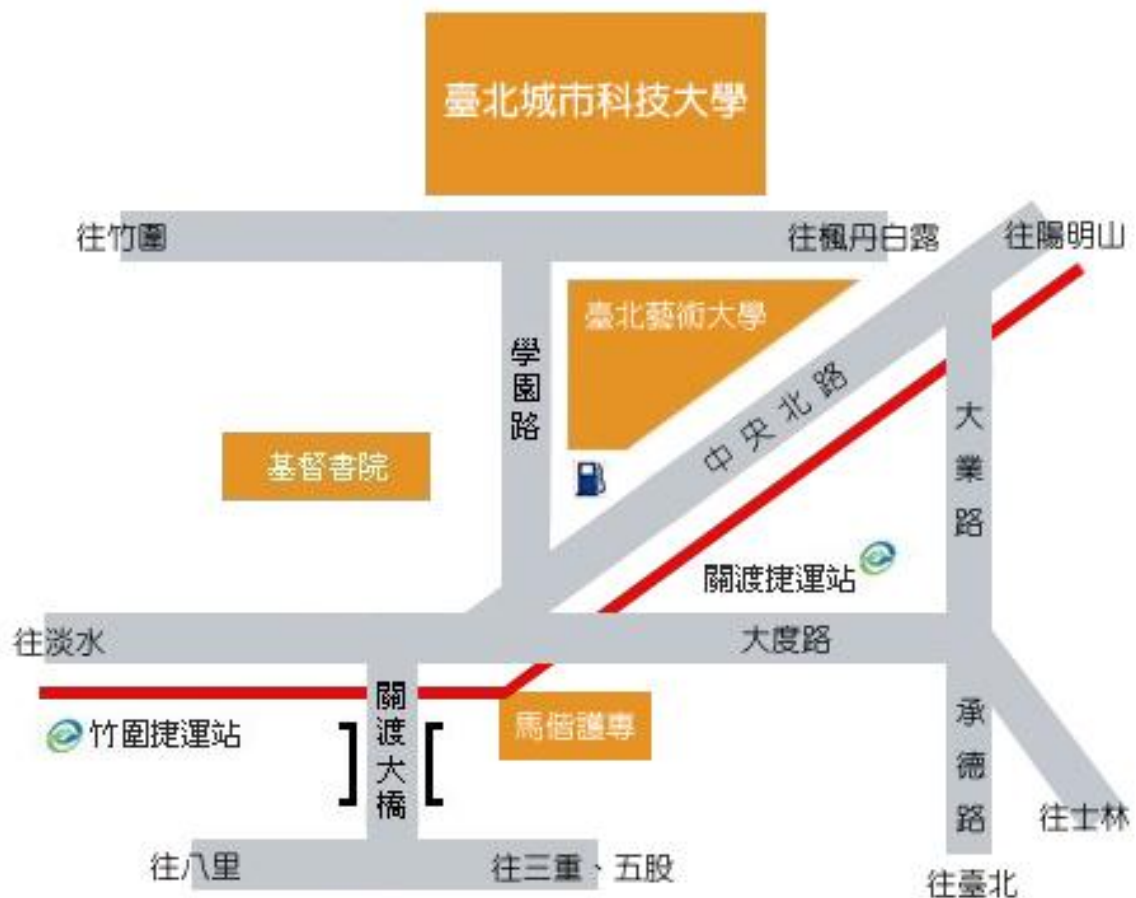 臺北城市科技大學
往竹圍
往楓丹白露
往陽明山
臺北藝術大學
學園路
中央北路
大業路
基督書院
關渡捷運站
往淡水
大度路
關渡大橋
竹圍捷運站
馬偕護專
承德路
往士林
往八里
往三重、五股
往臺北